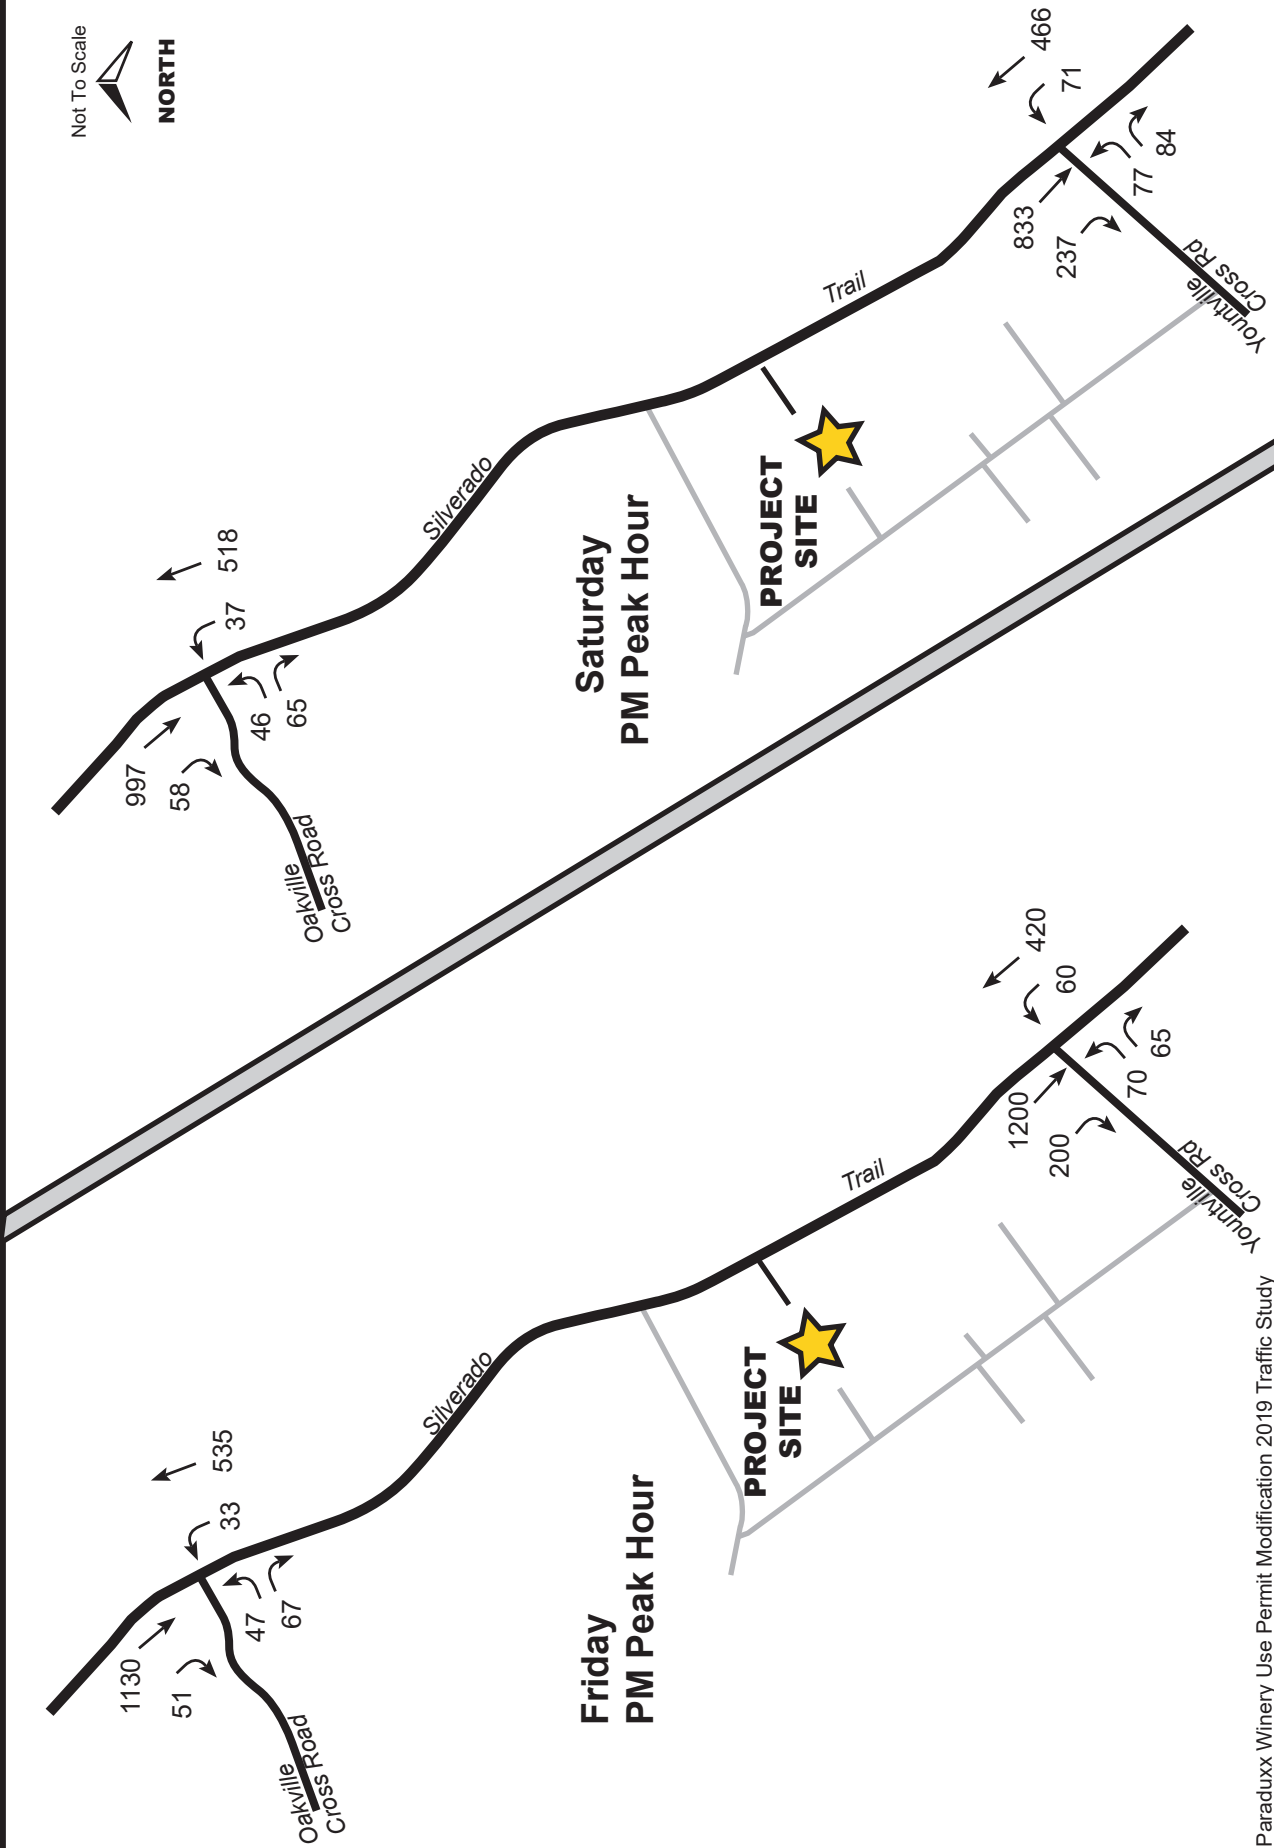 Not To Scale
NORTH
Friday
PM Peak Hour
Oakville
Cross Road
1130
51
47
67
33
535
Silverado
Trail
PROJECT
SITE
1200
200
70
65
60
420
Yountville
Cross Rd
Saturday
PM Peak Hour
Oakville
Cross Road
997
58
46
65
37
518
Silverado
Trail
PROJECT
SITE
833
237
77
84
71
466
Yountville
Cross Rd
Paraduxx Winery Use Permit Modification 2019 Traffic Study